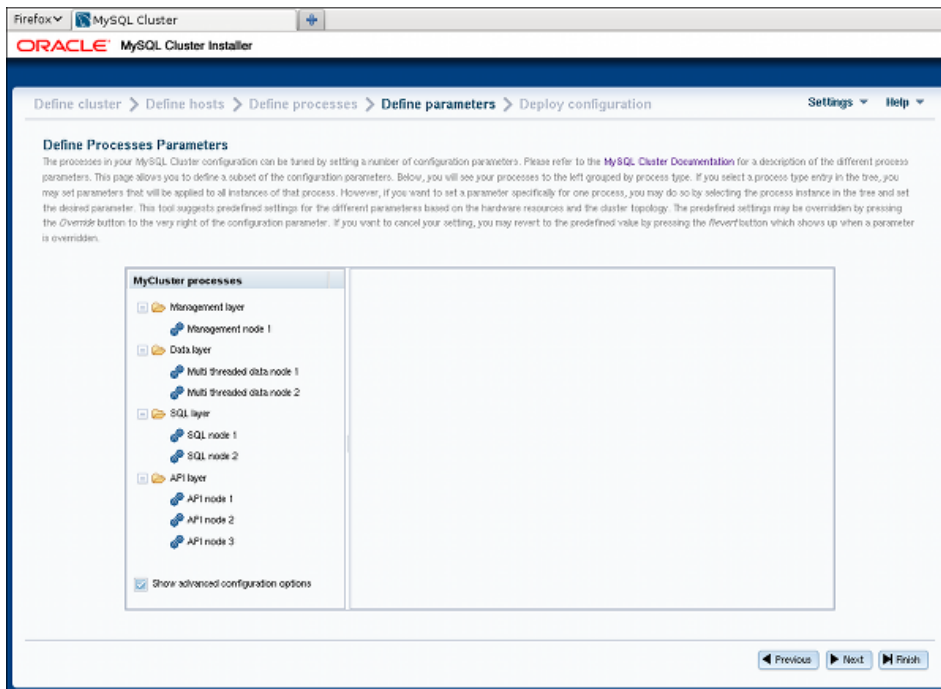 Firefox
MySQL Cluster
ORACLE MySQL Cluster Installer
Define cluster Define hosts Define processes Define parameters Deploy configuration Settings Help
Define Processes Parameters
The processes in your MySQL Cluster configuration can be tuned by setting a number of configuration parameters. Please refer to the MySQL Cluster Documentation for a description of the different process
parameters. This page allows you to define a subset of the configuration parameters. Below, you will see your processes to the left grouped by process type. If you select a process type entry in the tree, you
may set parameters that will be applied to all instances of that process. However, if you want to set a parameter specifically for one process, you may do so by selecting the process instance in the tree and set
the desired parameter. This tool suggests predefined settings for the different parameteres based on the hardware resources and the cluster topology. The predefined settings may be overridden by pressing
the Override button to the very right of the configuration parameter. If you want to cancel your setting, you may revert to the predefined value by pressing the Revert button which shows up when a parameter
is overridden.
MyCluster processes
Management layer
Management node 1
Data layer
Multi threaded data node 1
Multi threaded data node 2
SQL layer
SQL node 1
SQL node 2
API layer
API node 1
API node 2
API node 3
Show advanced configuration options
Previous Next Finish